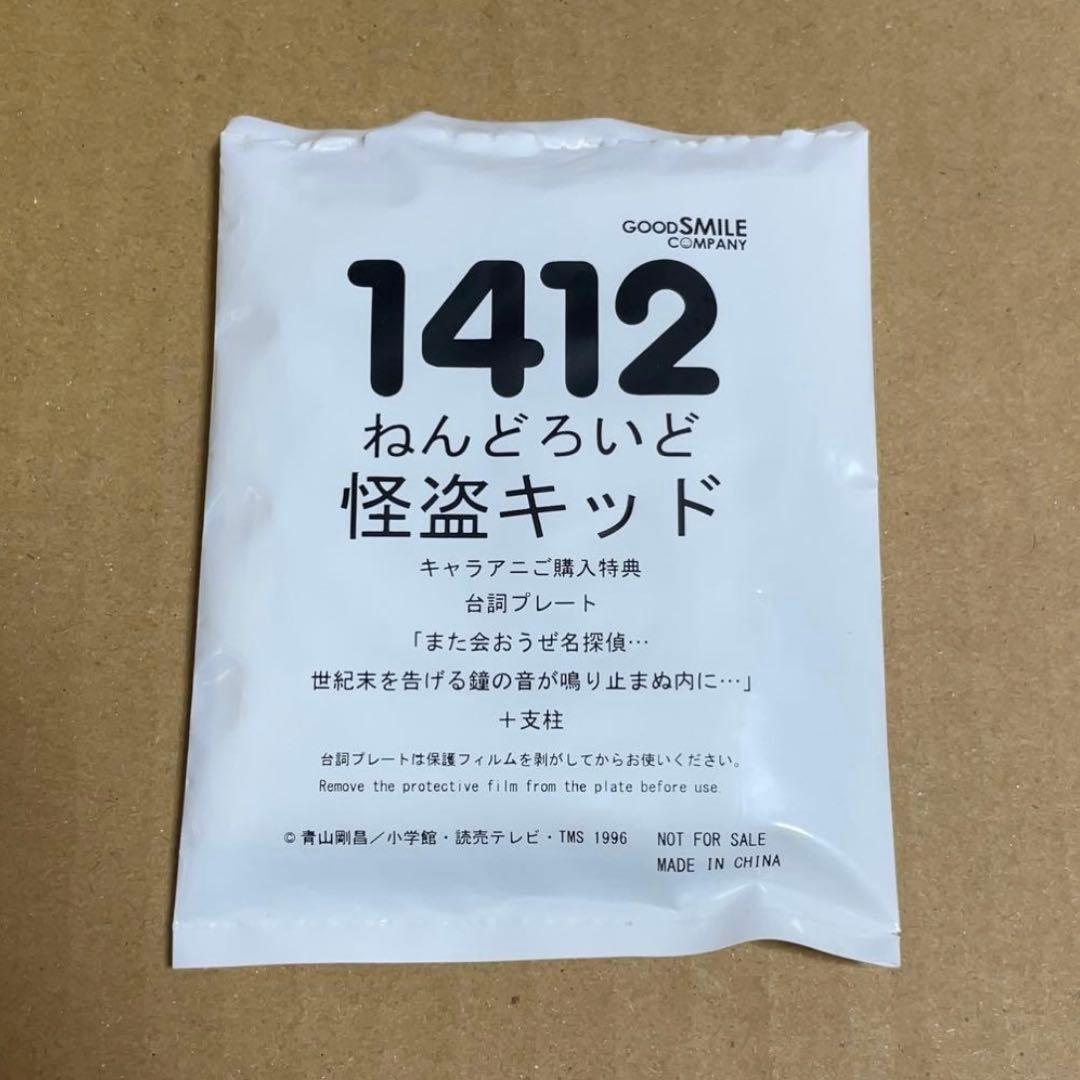 GOODSMILE
COMPANY
1412
ねんどろいど
怪盗キッド
キャラアニご購入特典
台詞プレート
「また会おうぜ名探偵…
世紀末を告げる鐘の音が鳴り止まぬ内に…」
＋支柱
台詞プレートは保護フィルムを剥がしてからお使いください。
Remove the protective film from the plate before use.
©青山剛昌／小学館・読売テレビ・TMS 1996 NOT FOR SALE
MADE IN CHINA